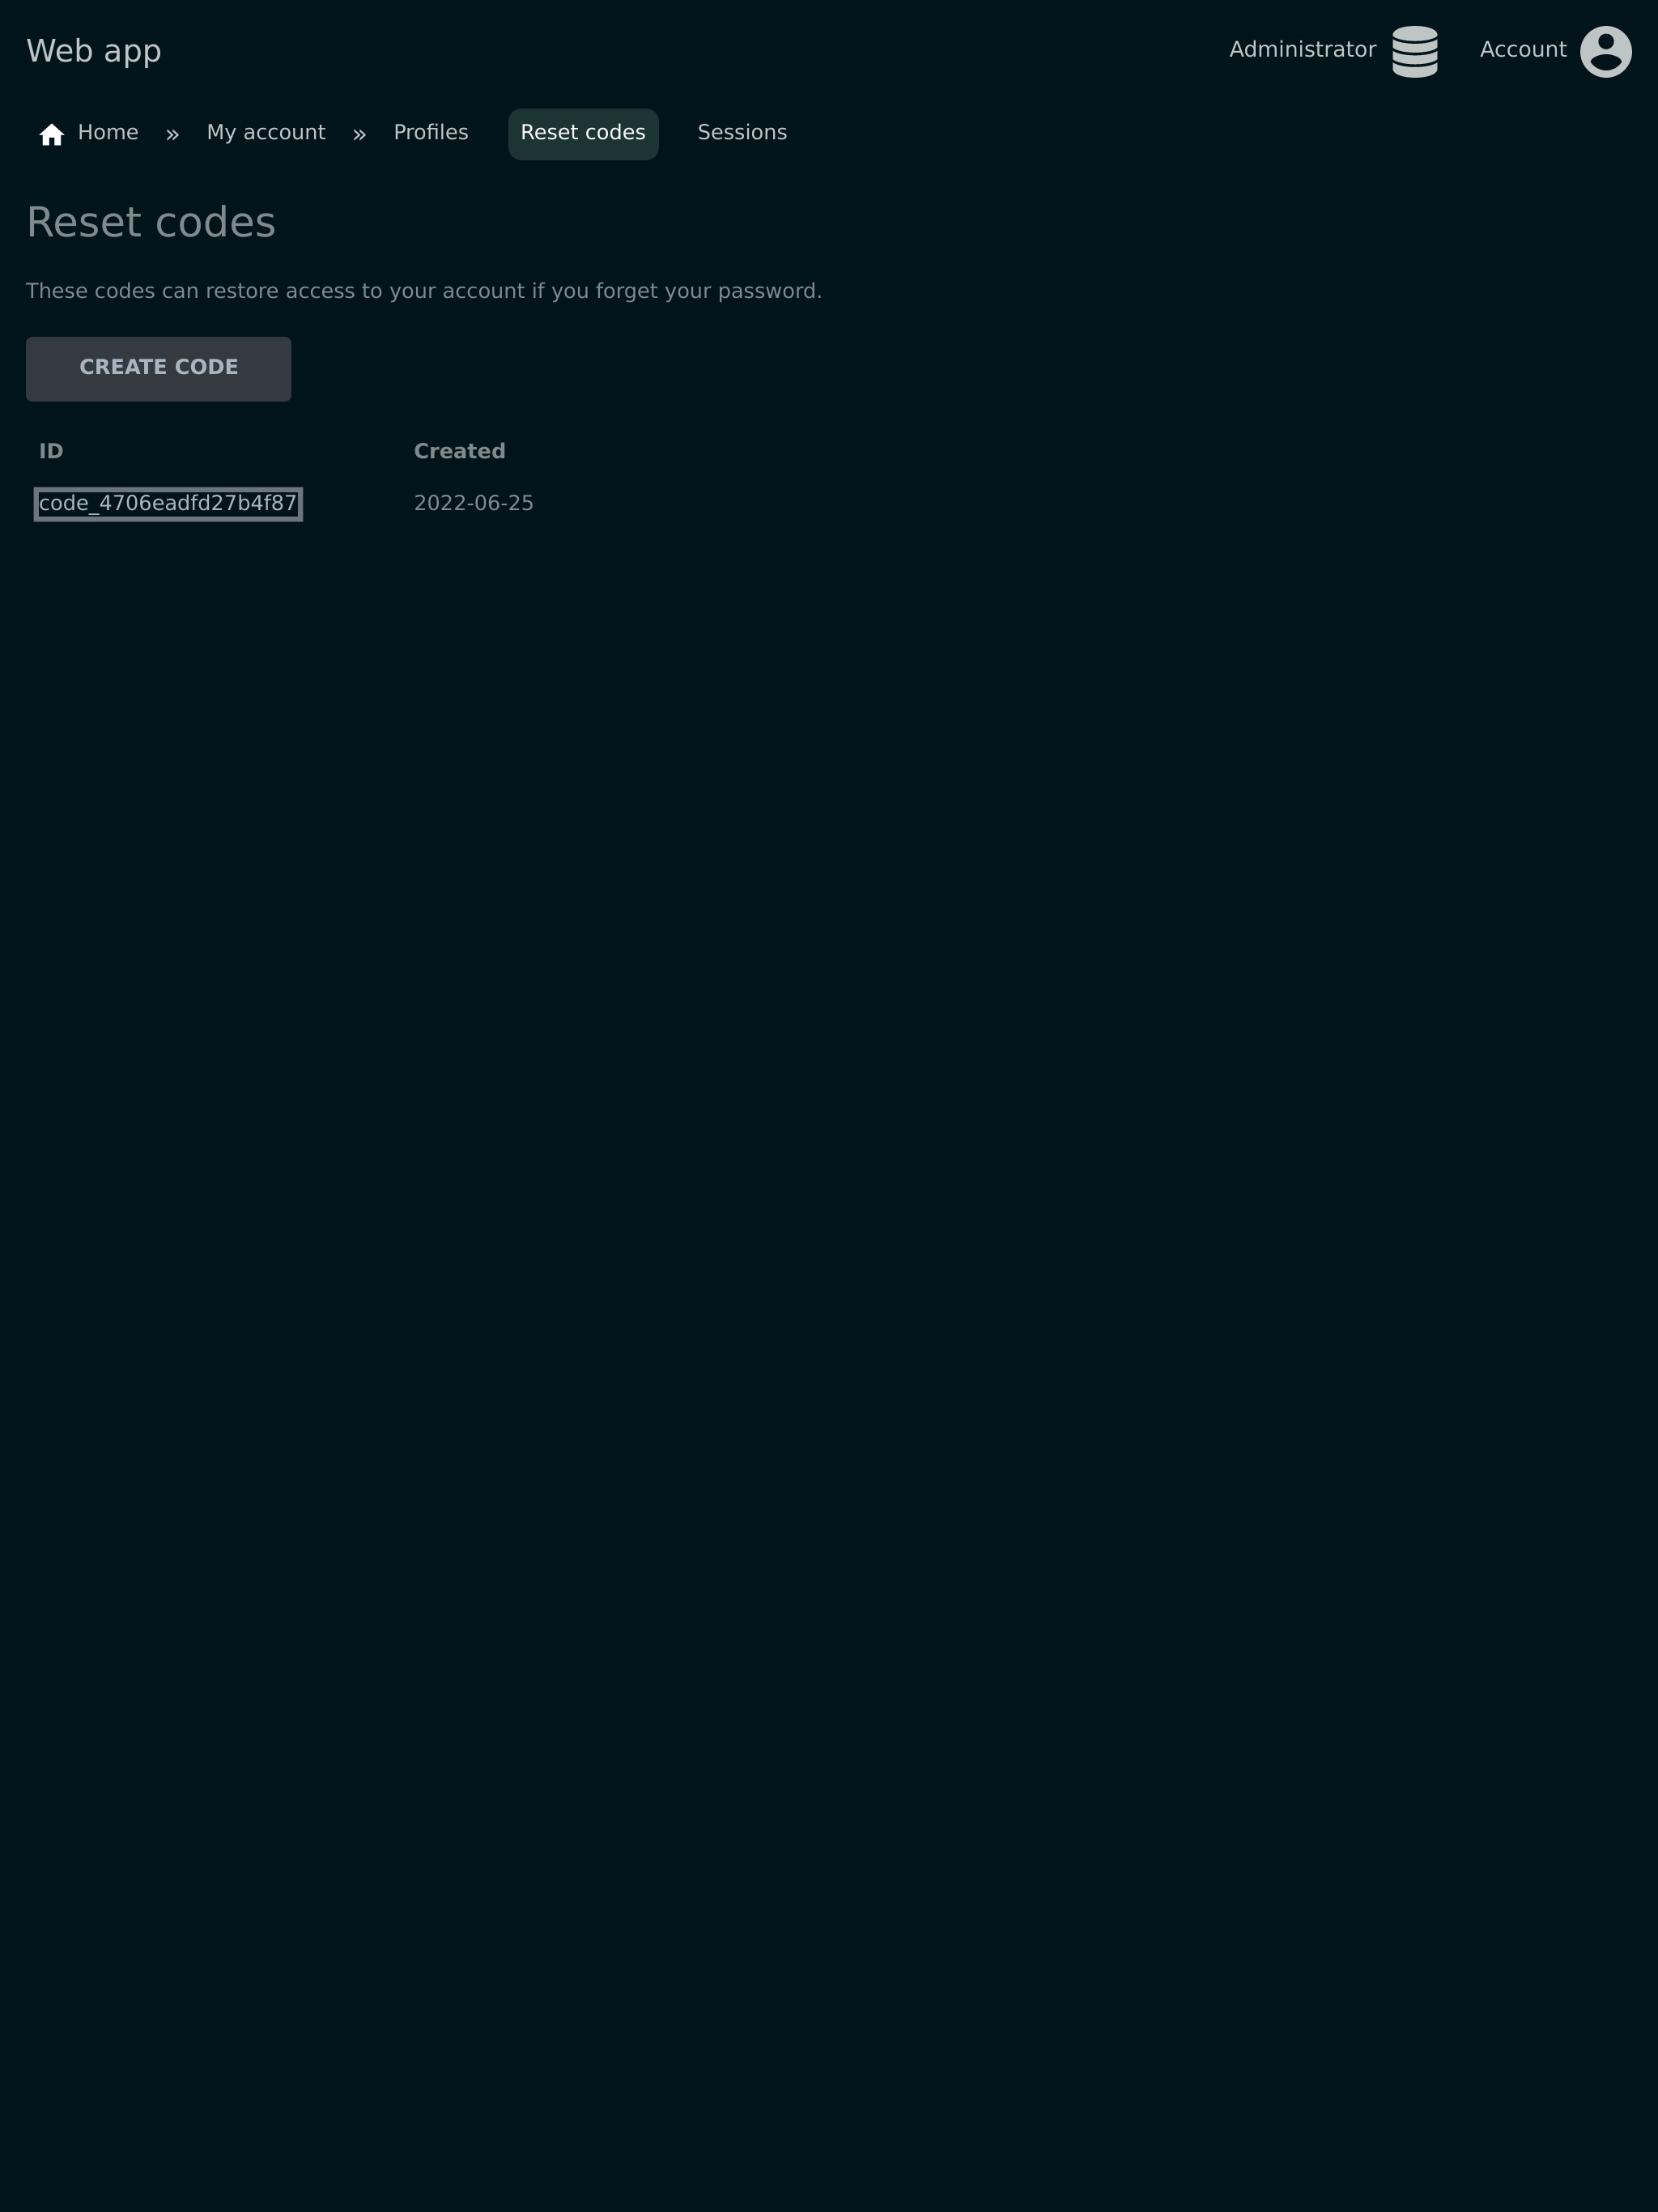 Web app
Administrator
Account
Home » My account » Profiles Reset codes Sessions
Reset codes
These codes can restore access to your account if you forget your password.
CREATE CODE
ID Created
code_4706eadfd27b4f87 2022-06-25